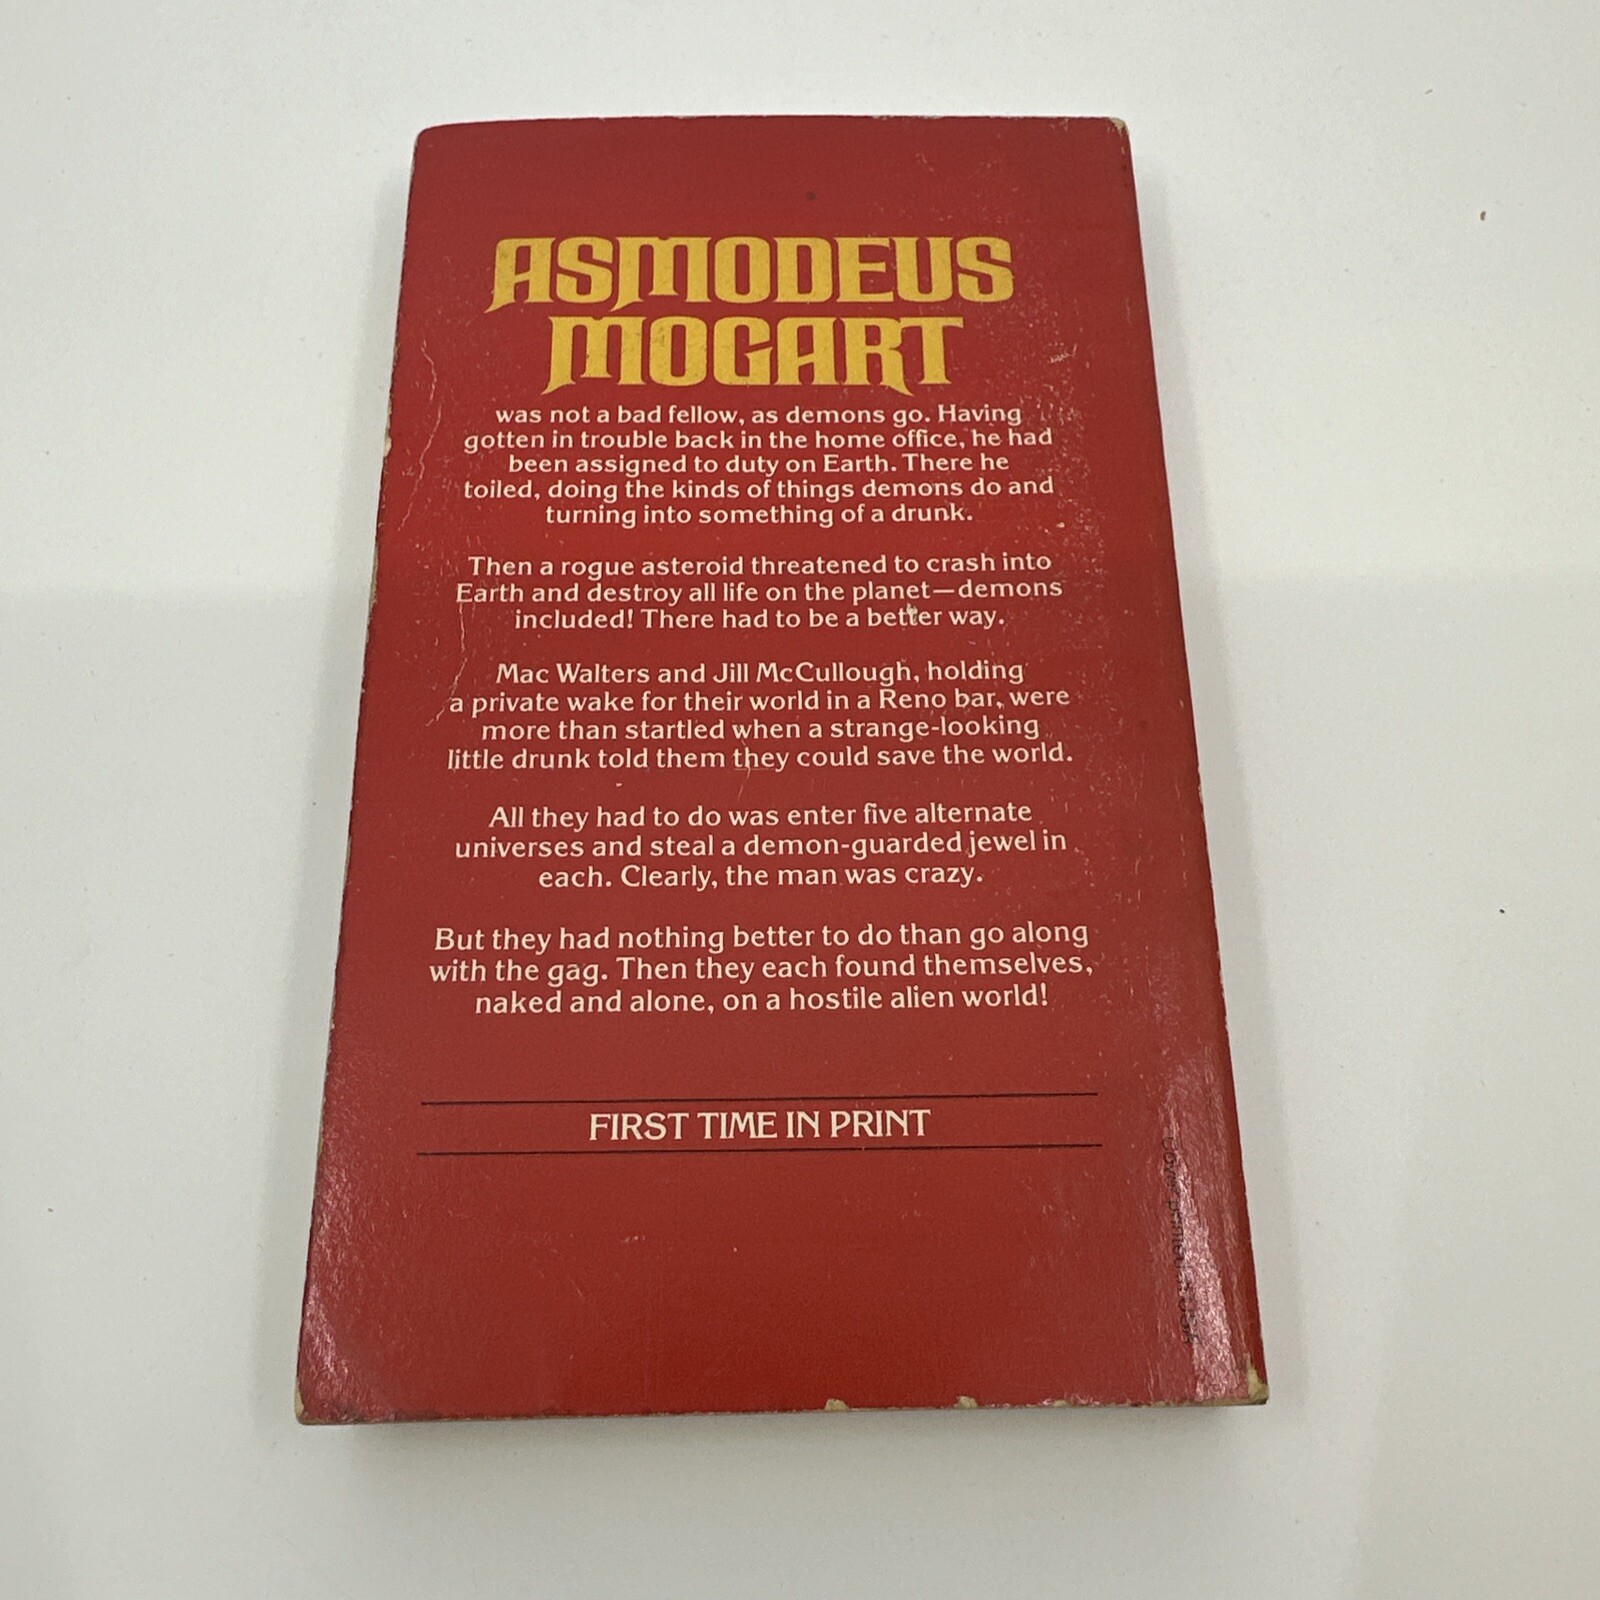 ASMODEUS
MOGART
was not a bad fellow, as demons go. Having
gotten in trouble back in the home office, he had
been assigned to duty on Earth. There he
toiled, doing the kinds of things demons do and
turning into something of a drunk.
Then a rogue asteroid threatened to crash into
Earth and destroy all life on the planet—demons
included! There had to be a better way.
Mac Walters and Jill McCullough, holding
a private wake for their world in a Reno bar, were
more than startled when a strange-looking
little drunk told them they could save the world.
All they had to do was enter five alternate
universes and steal a demon-guarded jewel in
each. Clearly, the man was crazy.
But they had nothing better to do than go along
with the gag. Then they each found themselves,
naked and alone, on a hostile alien world!
FIRST TIME IN PRINT
Cover printed in USA